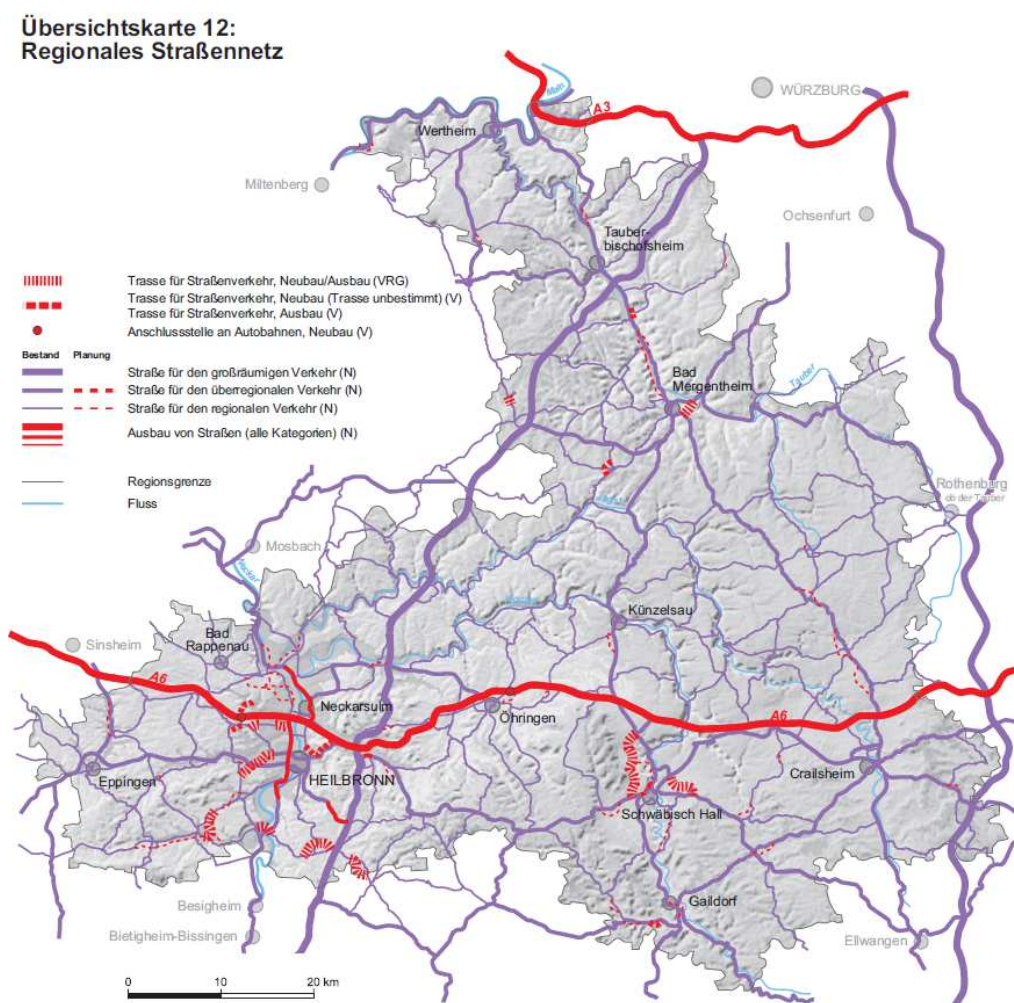 Übersichtskarte 12:
Regionales Straßennetz
WÜRZBURG
Main
A3
Wertheim
Miltenberg
Ochsenfurt
Tauber-
bischofsheim
Trasse für Straßenverkehr, Neubau/Ausbau (VRG)
Trasse für Straßenverkehr, Neubau (Trasse unbestimmt) (V)
Trasse für Straßenverkehr, Ausbau (V)
Anschlussstelle an Autobahnen, Neubau (V)
Bestand Planung
Straße für den großräumigen Verkehr (N)
Straße für den überregionalen Verkehr (N)
Straße für den regionalen Verkehr (N)
Ausbau von Straßen (alle Kategorien) (N)
Regionsgrenze
Fluss
Bad
Mergentheim
Tauber
Rothenburg
ob der Tauber
Mosbach
Neckar
Künzelsau
Sinsheim
Bad
Rappenau
A6
Neckarsulm
Öhringen
A6
Eppingen
HEILBRONN
Crailsheim
Schwäbisch Hall
Besigheim
Gaildorf
Bietigheim-Bissingen
Ellwangen
0 10 20 km